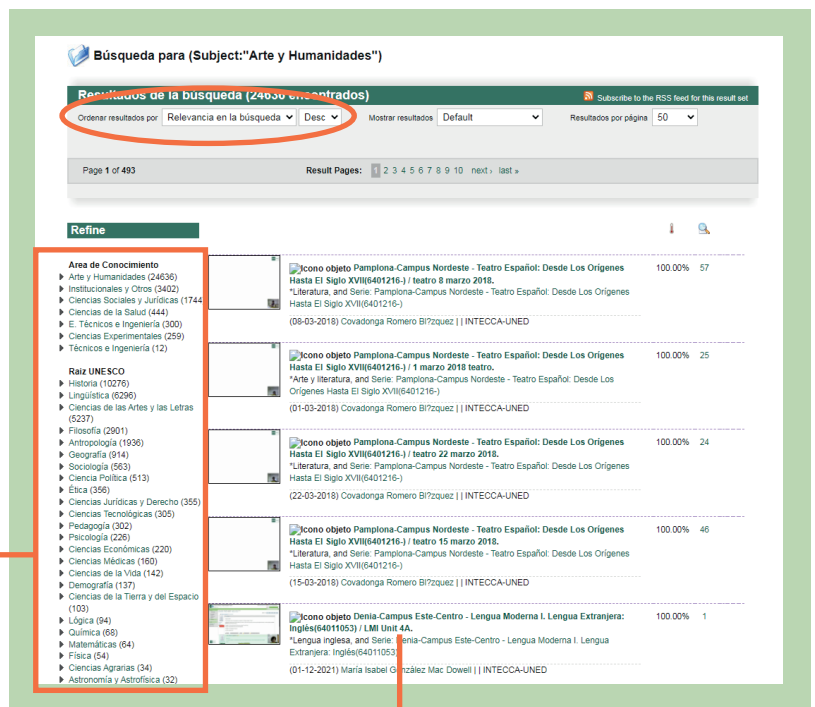 Búsqueda para (Subject:"Arte y Humanidades")
Resultados de la búsqueda (24636 encontrados)
Subscribe to the RSS feed for this result set
Ordenar resultados por Relevancia en la búsqueda Desc Mostrar resultados Default Resultados por página 50
Page 1 of 493 Result Pages: 1 2 3 4 5 6 7 8 9 10 next › last »
Refine
Area de Conocimiento
Arte y Humanidades (24636)
Institucionales y Otros (3402)
Ciencias Sociales y Jurídicas (1744
Ciencias de la Salud (444)
E. Técnicos e Ingeniería (300)
Ciencias Experimentales (259)
Técnicos e Ingeniería (12)
Raiz UNESCO
Historia (10276)
Lingüística (6296)
Ciencias de las Artes y las Letras
(5237)
Filosofía (2901)
Antropología (1936)
Geografía (914)
Sociología (563)
Ciencia Política (513)
Ética (356)
Ciencias Jurídicas y Derecho (355)
Ciencias Tecnológicas (305)
Pedagogía (302)
Psicología (226)
Ciencias Económicas (220)
Ciencias Médicas (160)
Ciencias de la Vida (142)
Demografía (137)
Ciencias de la Tierra y del Espacio
(103)
Lógica (94)
Química (68)
Matemáticas (64)
Física (54)
Ciencias Agrarias (34)
Astronomía y Astrofísica (32)
Icono objeto Pamplona-Campus Nordeste - Teatro Español: Desde Los Orígenes 100.00% 57
Hasta El Siglo XVII(6401216-) / teatro 8 marzo 2018.
*Literatura, and Serie: Pamplona-Campus Nordeste - Teatro Español: Desde Los Orígenes
Hasta El Siglo XVII(6401216-)
(08-03-2018) Covadonga Romero Bl?zquez | | INTECCA-UNED
Icono objeto Pamplona-Campus Nordeste - Teatro Español: Desde Los Orígenes 100.00% 25
Hasta El Siglo XVII(6401216-) / 1 marzo 2018 teatro.
*Arte y literatura, and Serie: Pamplona-Campus Nordeste - Teatro Español: Desde Los
Orígenes Hasta El Siglo XVII(6401216-)
(01-03-2018) Covadonga Romero Bl?zquez | | INTECCA-UNED
Icono objeto Pamplona-Campus Nordeste - Teatro Español: Desde Los Orígenes 100.00% 24
Hasta El Siglo XVII(6401216-) / teatro 22 marzo 2018.
*Literatura, and Serie: Pamplona-Campus Nordeste - Teatro Español: Desde Los Orígenes
Hasta El Siglo XVII(6401216-)
(22-03-2018) Covadonga Romero Bl?zquez | | INTECCA-UNED
Icono objeto Pamplona-Campus Nordeste - Teatro Español: Desde Los Orígenes 100.00% 46
Hasta El Siglo XVII(6401216-) / teatro 15 marzo 2018.
*Literatura, and Serie: Pamplona-Campus Nordeste - Teatro Español: Desde Los Orígenes
Hasta El Siglo XVII(6401216-)
(15-03-2018) Covadonga Romero Bl?zquez | | INTECCA-UNED
Icono objeto Denia-Campus Este-Centro - Lengua Moderna I. Lengua Extranjera: 100.00% 1
Inglés(64011053) / LMI Unit 4A.
*Lengua inglesa, and Serie: Denia-Campus Este-Centro - Lengua Moderna I. Lengua
Extranjera: Inglés(64011053)
(01-12-2021) María Isabel González Mac Dowell | | INTECCA-UNED